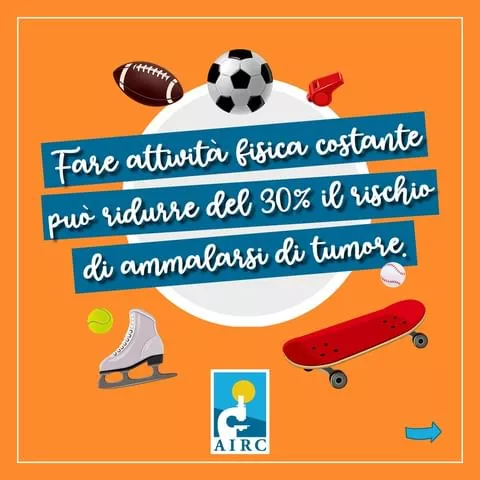 Fare attività fisica costante
può ridurre del 30% il rischio
di ammalarsi di tumore.
AIRC